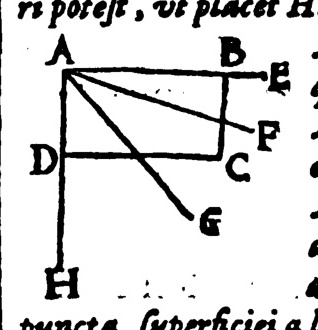 ri poteſt, vt placet H
A B E
F
D C
G
H
puncta ſuperficiei a l